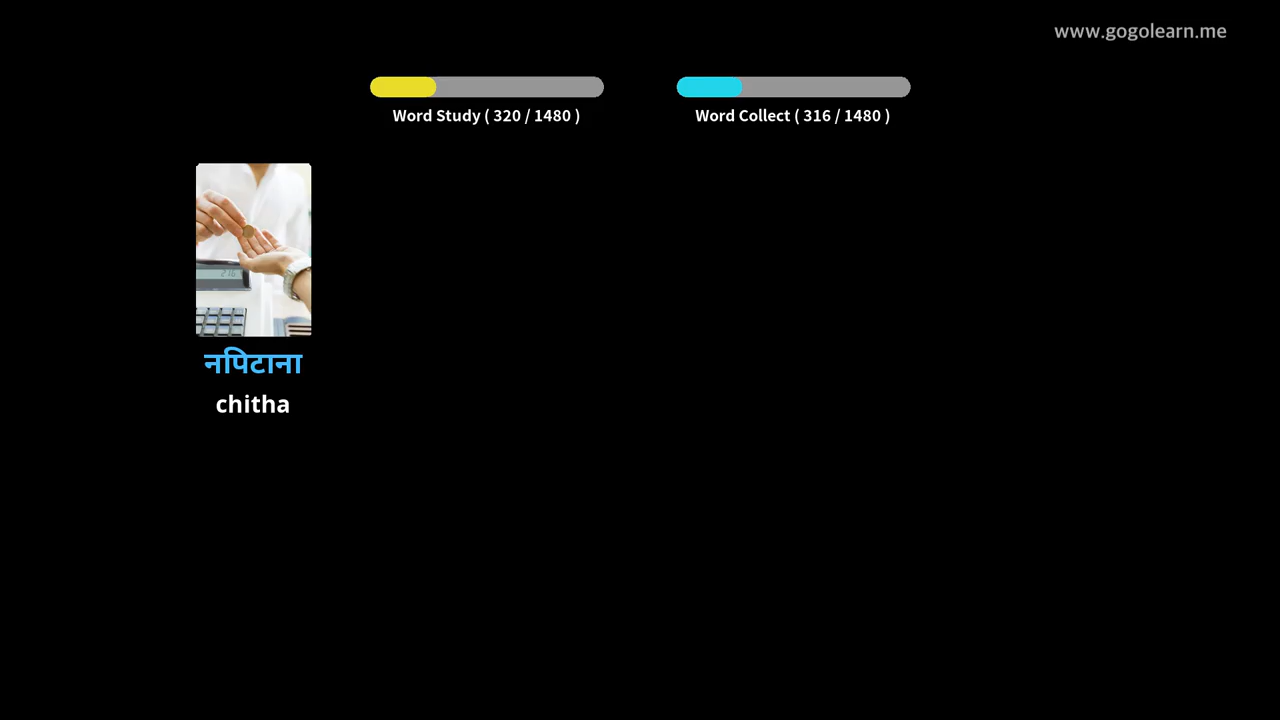 www.gogolearn.me
Word Study ( 320 / 1480 )
Word Collect ( 316 / 1480 )
नपिटाना
chitha